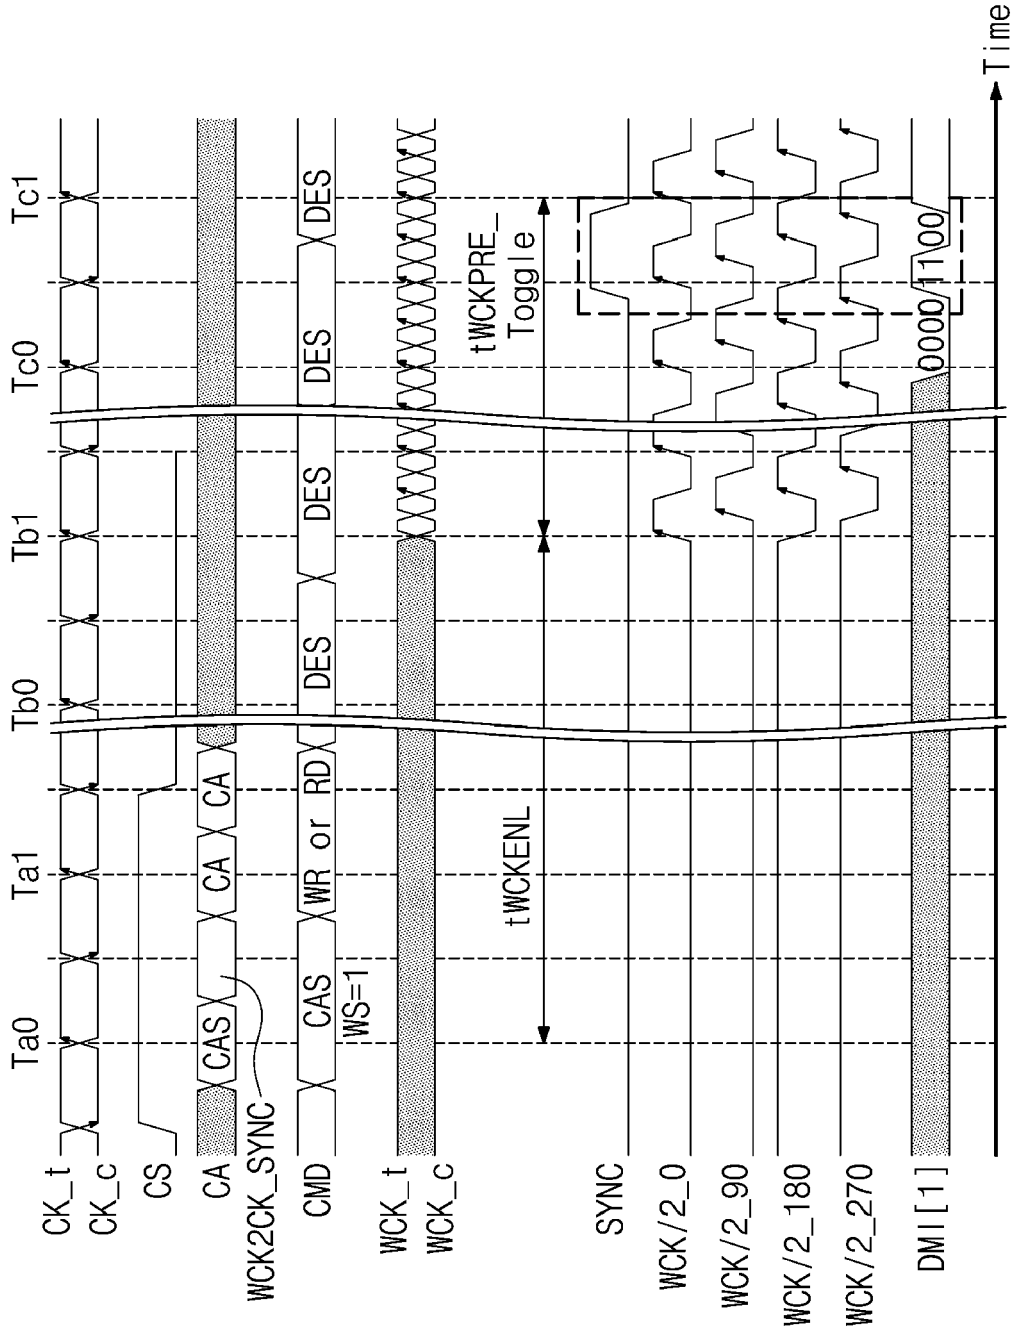 Ta0 Ta1 Tb0 Tb1 Tc0 Tc1
CK_t
CK_c
CS
CA CAS CA CA
WCK2CK_SYNC
CMD CAS WR or RD DES DES DES DES
WS=1
WCK_t
WCK_c
tWCKENL tWCKPRE_
Toggle
SYNC
WCK/2_0
WCK/2_90
WCK/2_180
WCK/2_270
DMI[1] 0000 1100
Time